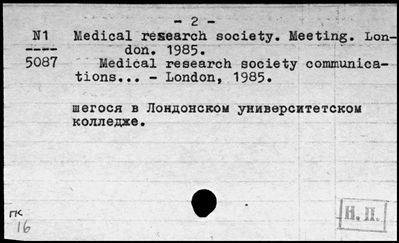 - 2 -
N1 Medical research society. Meeting. Lon-
---- don. 1985.
5087 Medical research society communica-
tions... - London, 1985.
шегося в Лондонском университетском
колледже.
ГК
16
Н. П.